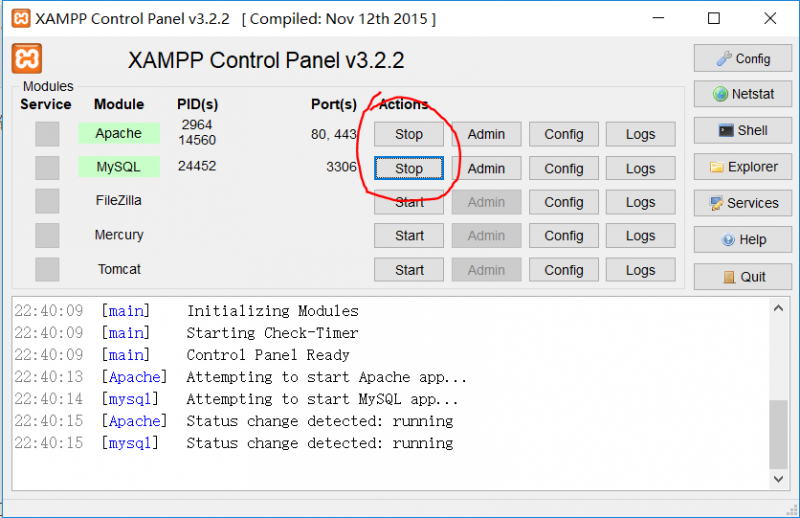 XAMPP Control Panel v3.2.2 [ Compiled: Nov 12th 2015 ]
XAMPP Control Panel v3.2.2
Config
Modules
Service Module PID(s) Port(s) Actions
Netstat
Apache 2964 14560 80, 443 Stop Admin Config Logs
Shell
MySQL 24452 3306 Stop Admin Config Logs
Explorer
FileZilla Start Admin Config Logs
Services
Mercury Start Admin Config Logs
Help
Tomcat Start Admin Config Logs
Quit
22:40:09 [main] Initializing Modules
22:40:09 [main] Starting Check-Timer
22:40:09 [main] Control Panel Ready
22:40:13 [Apache] Attempting to start Apache app...
22:40:14 [mysql] Attempting to start MySQL app...
22:40:15 [Apache] Status change detected: running
22:40:15 [mysql] Status change detected: running